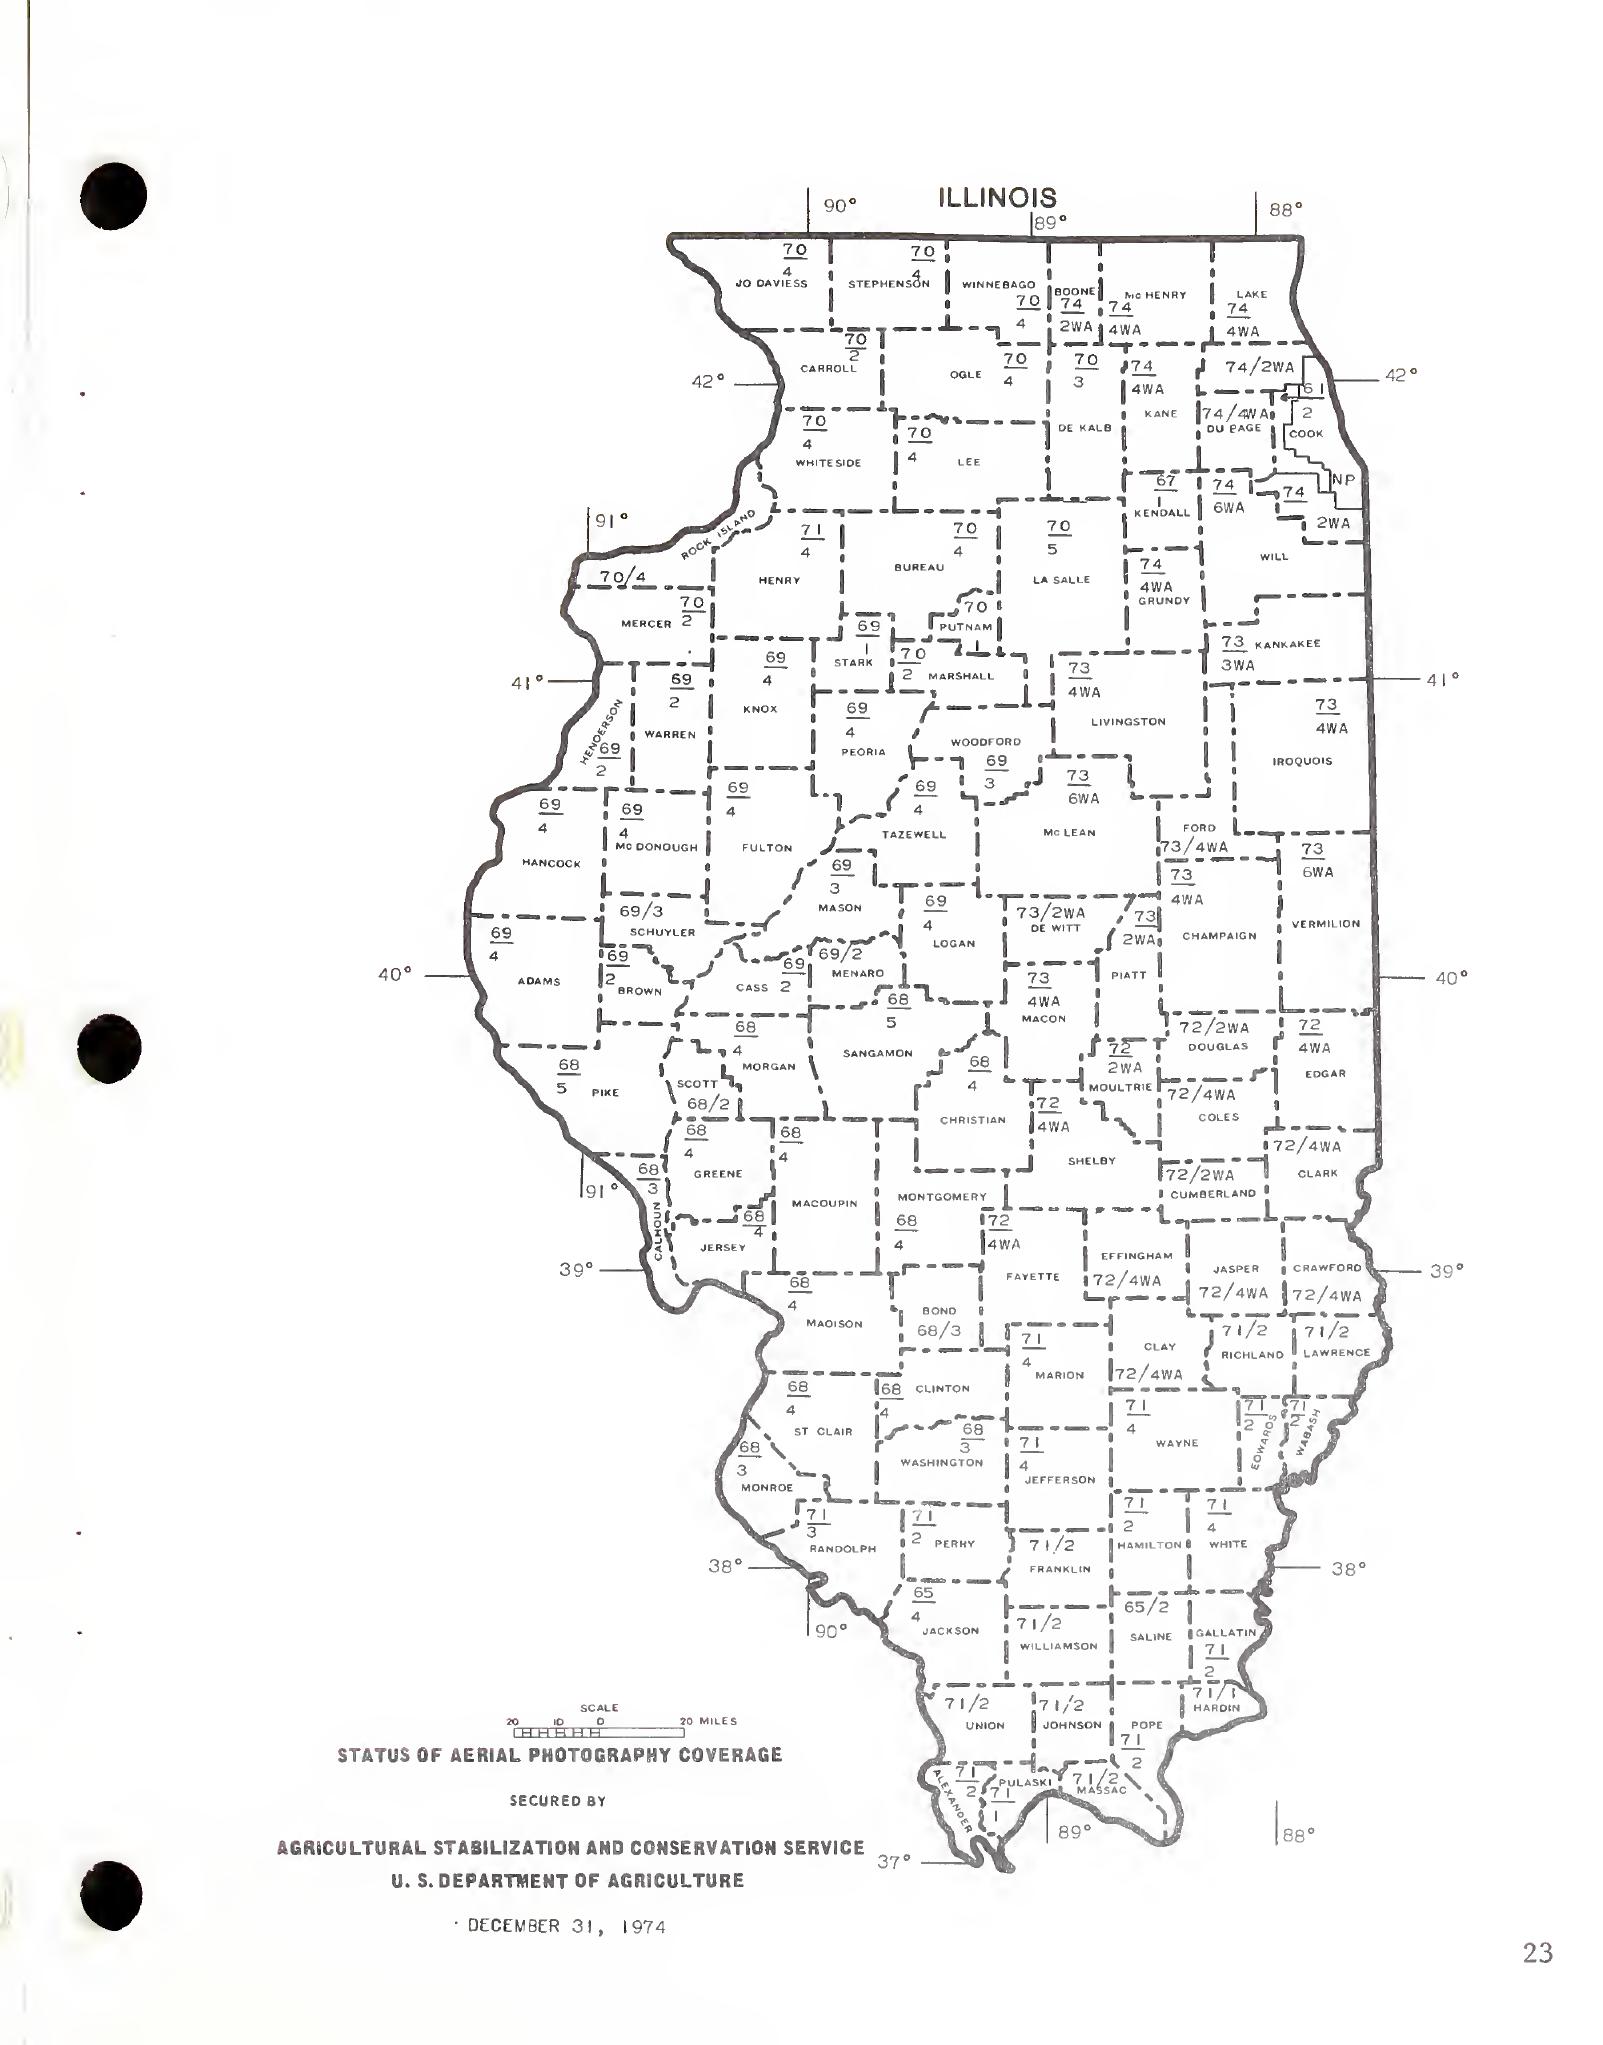 ILLINOIS
90° 89° 88°
70 4 JO DAVIESS
70 4 STEPHENSON
WINNEBAGO 70 4
BOONE 74 2WA
McHENRY 74 4WA
LAKE 74 4WA
70 2 CARROLL
OGLE 70 4
70 3 DE KALB
74 4WA KANE
74/2WA
74/4WA DU PAGE
61 2 COOK
NP
42° 42°
70 4 WHITESIDE
70 4 LEE
67 1 KENDALL
74 6WA WILL
74 2WA
91°
ROCK ISLAND 70/4
71 4 HENRY
70 4 BUREAU
70 5 LA SALLE
74 4WA GRUNDY
70 2 MERCER
69 1 STARK
70 PUTNAM 1
70 2 MARSHALL
73 KANKAKEE 3WA
41° 41°
HENDERSON 69 2
69 2 WARREN
69 4 KNOX
69 4 PEORIA
WOODFORD 69 3
73 4WA LIVINGSTON
73 4WA IROQUOIS
69 4 HANCOCK
69 4 McDONOUGH
69 4 FULTON
69 4 TAZEWELL
73 6WA McLEAN
FORD 73/4WA
73 6WA VERMILION
69/3 SCHUYLER
69 3 MASON
69 4 LOGAN
73/2WA DE WITT
73 2WA PIATT
73 4WA CHAMPAIGN
40° 40°
69 4 ADAMS
69 2 BROWN
69 CASS 2
69/2 MENARD
73 4WA MACON
68 5 PIKE
68 4 MORGAN
SCOTT 68/2
68 5 SANGAMON
68 4 CHRISTIAN
72 2WA MOULTRIE
72/2WA DOUGLAS
72 4WA EDGAR
72/4WA COLES
72 4WA SHELBY
91°
68 3 CALHOUN
68 4 GREENE
68 4 MACOUPIN
MONTGOMERY 68 4
72/2WA CUMBERLAND
72/4WA CLARK
68 4 JERSEY
72 4WA FAYETTE
EFFINGHAM 72/4WA
JASPER 72/4WA
CRAWFORD 72/4WA
39° 39°
68 4 MADISON
BOND 68/3
71 4 MARION
CLAY 72/4WA
71/2 RICHLAND
71/2 LAWRENCE
68 4 ST CLAIR
68 CLINTON 4
68 3 WASHINGTON
71 4 JEFFERSON
71 4 WAYNE
71 2 EDWARDS
71 2 WABASH
68 3 MONROE
71 3 RANDOLPH
71 2 PERRY
71/2 FRANKLIN
71 2 HAMILTON
71 4 WHITE
38° 38°
90°
65 4 JACKSON
71/2 WILLIAMSON
65/2 SALINE
GALLATIN 71 2
71/2 UNION
71/2 JOHNSON
POPE 71 2
71/1 HARDIN
71 2 ALEXANDER
PULASKI 71 1
71/2 MASSAC
89° 88°
37°
SCALE
20 10 0 20 MILES
STATUS OF AERIAL PHOTOGRAPHY COVERAGE
SECURED BY
AGRICULTURAL STABILIZATION AND CONSERVATION SERVICE
U. S. DEPARTMENT OF AGRICULTURE
DECEMBER 31, 1974
23